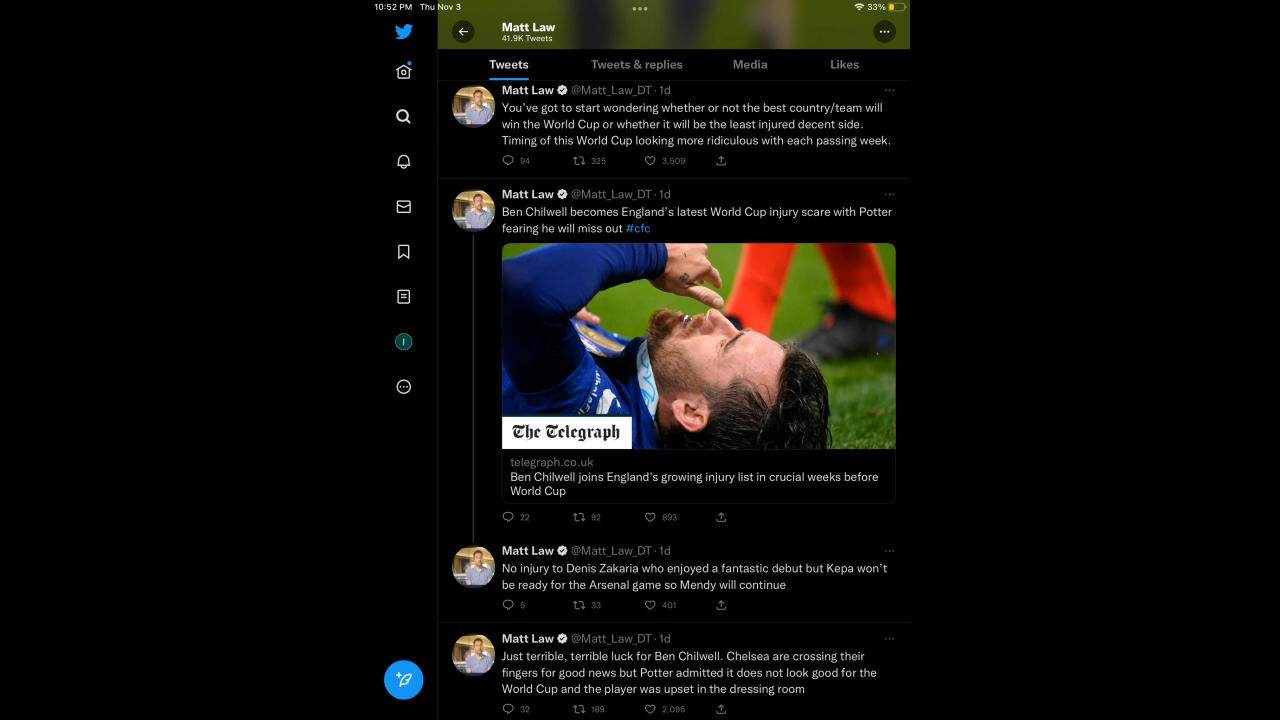 10:52 PM Thu Nov 3
33%
Matt Law
41.9K Tweets
Tweets
Tweets & replies
Media
Likes
Matt Law @Matt_Law_DT · 1d
You've got to start wondering whether or not the best country/team will
win the World Cup or whether it will be the least injured decent side.
Timing of this World Cup looking more ridiculous with each passing week.
94 325 3,509
Matt Law @Matt_Law_DT · 1d
Ben Chilwell becomes England's latest World Cup injury scare with Potter
fearing he will miss out #cfc
The Telegraph
telegraph.co.uk
Ben Chilwell joins England's growing injury list in crucial weeks before
World Cup
22 92 893
Matt Law @Matt_Law_DT · 1d
No injury to Denis Zakaria who enjoyed a fantastic debut but Kepa won't
be ready for the Arsenal game so Mendy will continue
5 33 401
Matt Law @Matt_Law_DT · 1d
Just terrible, terrible luck for Ben Chilwell. Chelsea are crossing their
fingers for good news but Potter admitted it does not look good for the
World Cup and the player was upset in the dressing room
32 189 2,095